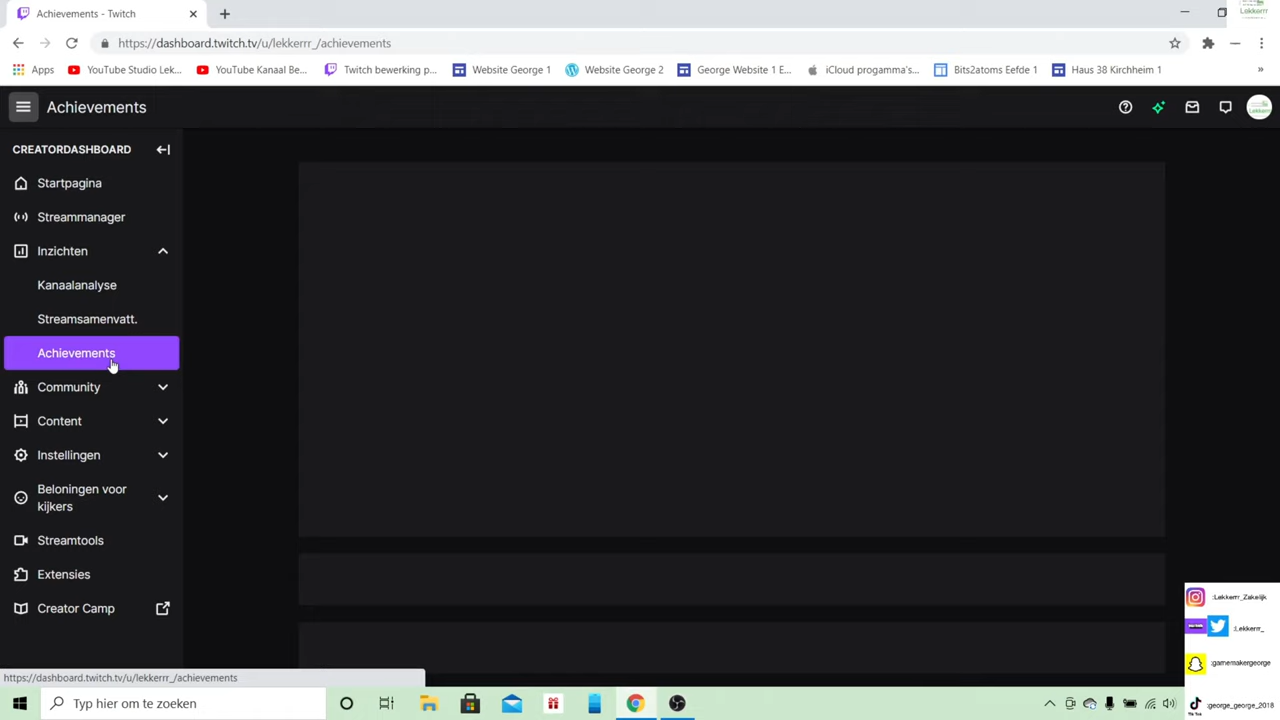 Achievements - Twitch
https://dashboard.twitch.tv/u/lekkerrr_/achievements
Apps
YouTube Studio Lek...
YouTube Kanaal Be...
Twitch bewerking p...
Website George 1
Website George 2
George Website 1 E...
iCloud progamma's...
Bits2atoms Eefde 1
Haus 38 Kirchheim 1
»
Achievements
CREATORDASHBOARD
Startpagina
Streammanager
Inzichten
Kanaalanalyse
Streamsamenvatt.
Achievements
Community
Content
Instellingen
Beloningen voor
kijkers
Streamtools
Extensies
Creator Camp
:Lekkerrr_Zakelijk
:Lekkerr_
:gamemakergeorge
:george_george_2018
https://dashboard.twitch.tv/u/lekkerrr_/achievements
Typ hier om te zoeken